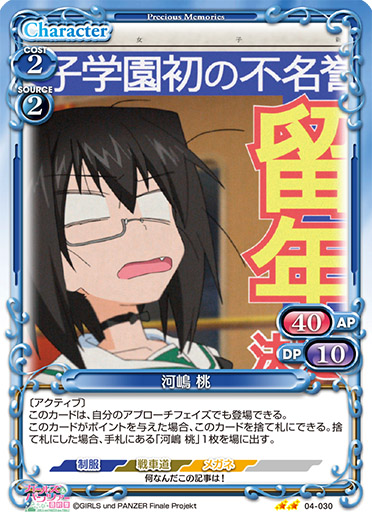 Precious Memories
Character
COST
2
SOURCE
2
女 子
子学園初の不名誉
留年
決
40 AP
DP 10
河嶋 桃
〔アクティブ〕
このカードは、自分のアプローチフェイズでも登場できる。
このカードがポイントを与えた場合、このカードを捨て札にできる。捨
て札にした場合、手札にある「河嶋 桃」1枚を場に出す。
制服 戦車道 メガネ
何なんだこの記事は!
©GIRLS und PANZER Finale Projekt
04-030